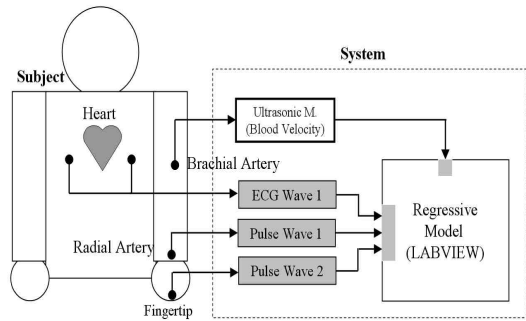 System
Subject
Heart
Ultrasonic M.
(Blood Velocity)
Brachial Artery
ECG Wave 1
Regressive
Model
(LABVIEW)
Radial Artery
Pulse Wave 1
Pulse Wave 2
Fingertip